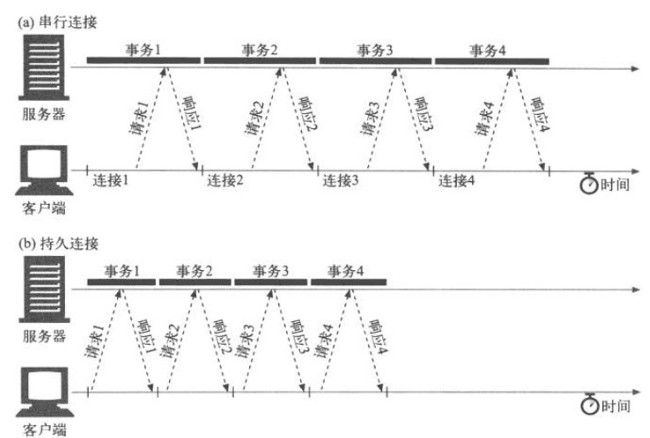 (a) 串行连接
事务1 事务2 事务3 事务4
服务器
请求1 响应1 请求2 响应2 请求3 响应3 请求4 响应4
连接1 连接2 连接3 连接4 时间
客户端
(b) 持久连接
事务1 事务2 事务3 事务4
服务器
请求1 响应1 请求2 响应2 请求3 响应3 请求4 响应4
时间
客户端